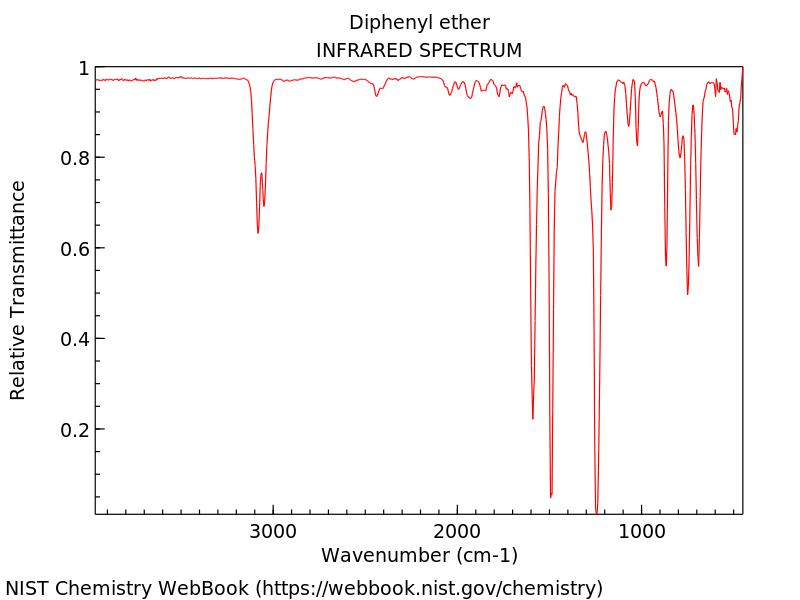 Diphenyl ether
INFRARED SPECTRUM
1
0.8
0.6
0.4
0.2
Relative Transmittance
3000 2000 1000
Wavenumber (cm-1)
NIST Chemistry WebBook (https://webbook.nist.gov/chemistry)